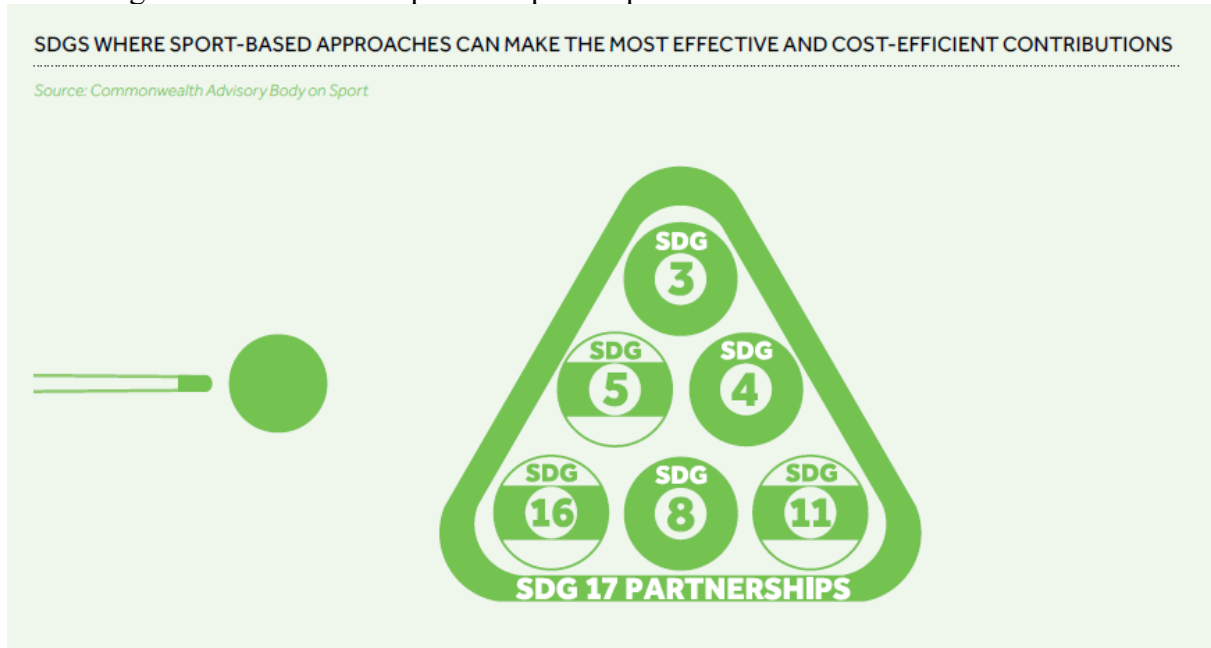 SDGS WHERE SPORT-BASED APPROACHES CAN MAKE THE MOST EFFECTIVE AND COST-EFFICIENT CONTRIBUTIONS
Source: Commonwealth Advisory Body on Sport
SDG
3
SDG
5
SDG
4
SDG
16
SDG
8
SDG
11
SDG 17 PARTNERSHIPS